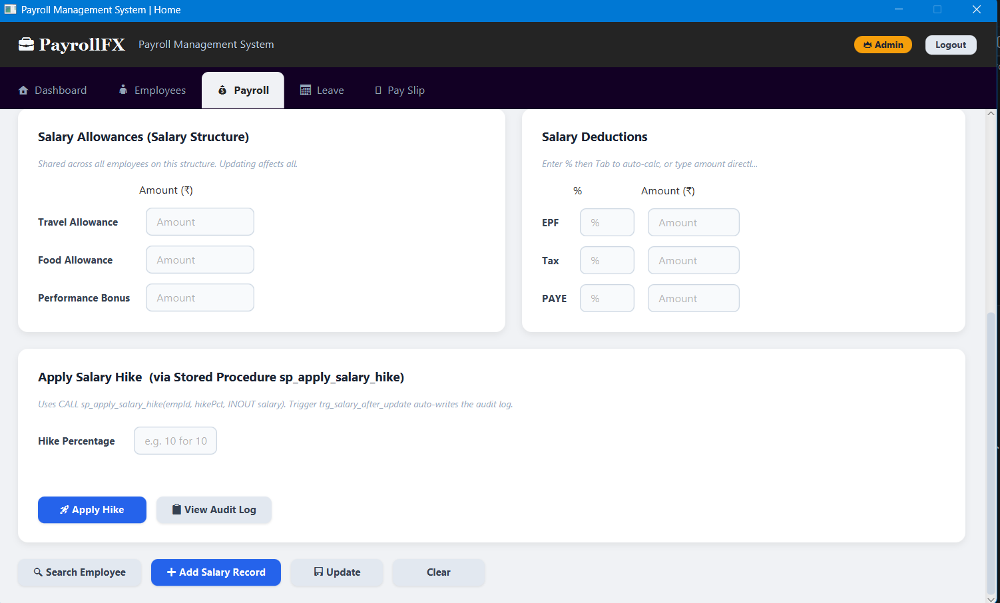 Payroll Management System | Home
PayrollFX
Payroll Management System
Admin
Logout
Dashboard
Employees
Payroll
Leave
Pay Slip
Salary Allowances (Salary Structure)
Shared across all employees on this structure. Updating affects all.
Amount (₹)
Travel Allowance Amount
Food Allowance Amount
Performance Bonus Amount
Salary Deductions
Enter % then Tab to auto-calc, or type amount directl...
% Amount (₹)
EPF % Amount
Tax % Amount
PAYE % Amount
Apply Salary Hike (via Stored Procedure sp_apply_salary_hike)
Uses CALL sp_apply_salary_hike(empId, hikePct, INOUT salary). Trigger trg_salary_after_update auto-writes the audit log.
Hike Percentage e.g. 10 for 10
Apply Hike
View Audit Log
Search Employee
Add Salary Record
Update
Clear